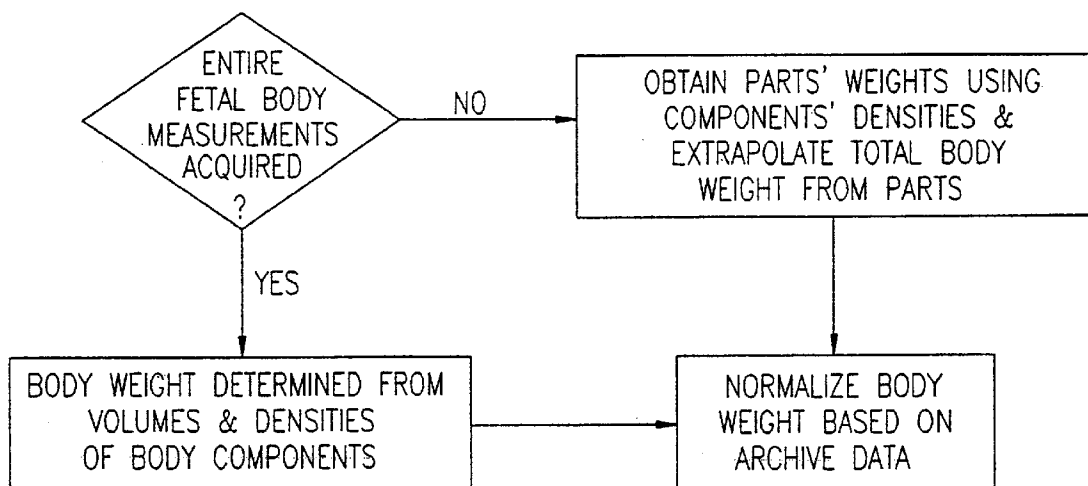 ENTIRE
FETAL BODY
MEASUREMENTS
ACQUIRED
?
NO
OBTAIN PARTS' WEIGHTS USING
COMPONENTS' DENSITIES &
EXTRAPOLATE TOTAL BODY
WEIGHT FROM PARTS
YES
BODY WEIGHT DETERMINED FROM
VOLUMES & DENSITIES
OF BODY COMPONENTS
NORMALIZE BODY
WEIGHT BASED ON
ARCHIVE DATA